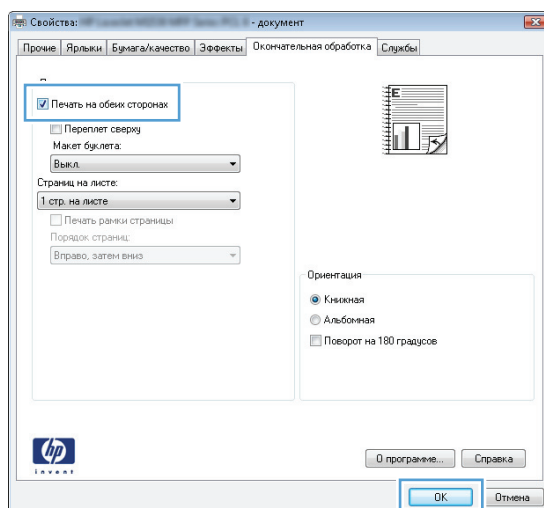 Свойства: - документ
Прочие Ярлыки Бумага/качество Эффекты Окончательная обработка Службы
Печать на обеих сторонах
Переплет сверху
Макет буклета:
Выкл.
Страниц на листе:
1 стр. на листе
Печать рамки страницы
Порядок страниц:
Вправо, затем вниз
Ориентация
Книжная
Альбомная
Поворот на 180 градусов
hp
invent
О программе... Справка
OK Отмена